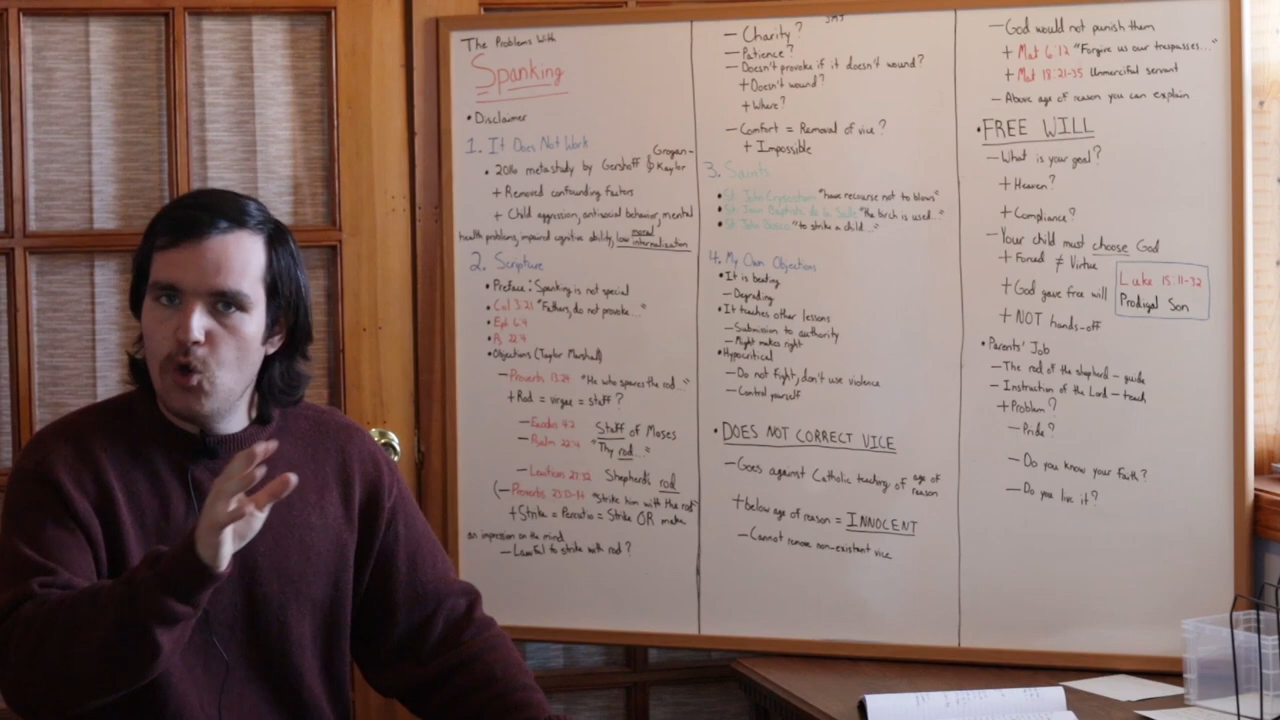 The Problems With
Spanking
• Disclaimer
1. It Does Not Work
• 2016 metastudy by Gershoff & Grogan-Kaylor
+ Removed confounding factors
+ Child aggression, antisocial behavior, mental
health problems, impaired cognitive ability, low moral internalization
2. Scripture
• Preface: Spanking is not special
• Col 3:21 "Fathers, do not provoke..."
• Eph 6:4
• Ps 22:4
• Objections (Taylor Marshall)
— Proverbs 13:24 "He who spares the rod..."
+ Rod = virga = staff?
— Exodus 4:2 Staff of Moses
— Psalm 22:4 "Thy rod..."
— Leviticus 27:32 Shepherd's rod
(— Proverbs 23:13-14 "Strike him with the rod"
+ Strike = Percutio = Strike OR make
an impression on the mind
— Lawful to strike with rod?
— Charity?
— Patience?
— Doesn't provoke if it doesn't wound?
+ Doesn't wound?
+ Where?
— Comfort = Removal of vice?
+ Impossible
3. Saints
• St. John Chrysostom "have recourse not to blows"
• St. Jean Baptiste de la Salle "the birch is used..."
• St. John Bosco "to strike a child..."
4. My Own Objections
• It is beating
— Degrading
• It teaches other lessons
— Submission to authority
— Might makes right
• Hypocritical
— Do not fight, don't use violence
— Control yourself
• DOES NOT CORRECT VICE
— Goes against Catholic teaching of age of reason
+ below age of reason = INNOCENT
— Cannot remove non-existant vice
— God would not punish them
+ Mat 6:12 "Forgive us our trespasses..."
+ Mat 18:21-35 Unmerciful servant
— Above age of reason you can explain
• FREE WILL
— What is your goal?
+ Heaven?
+ Compliance?
— Your child must choose God
+ Forced ≠ Virtue
+ God gave free will
+ NOT hands-off
Luke 15:11-32
Prodigal Son
• Parents' Job
— The rod of the shepherd — guide
— Instruction of the Lord — teach
+ Problem?
— Pride?
— Do you know your faith?
— Do you live it?